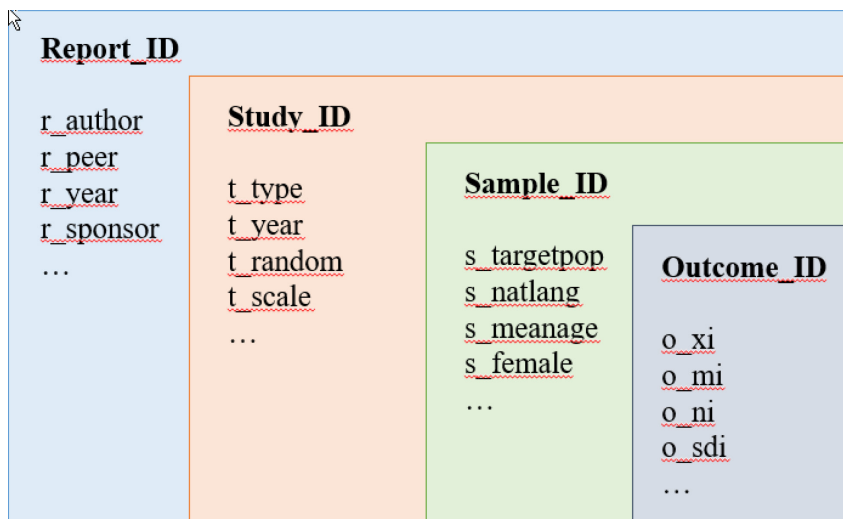 Report_ID
r_author
r_peer
r_year
r_sponsor
…
Study_ID
t_type
t_year
t_random
t_scale
…
Sample_ID
s_targetpop
s_natlang
s_meanage
s_female
…
Outcome_ID
o_xi
o_mi
o_ni
o_sdi
…